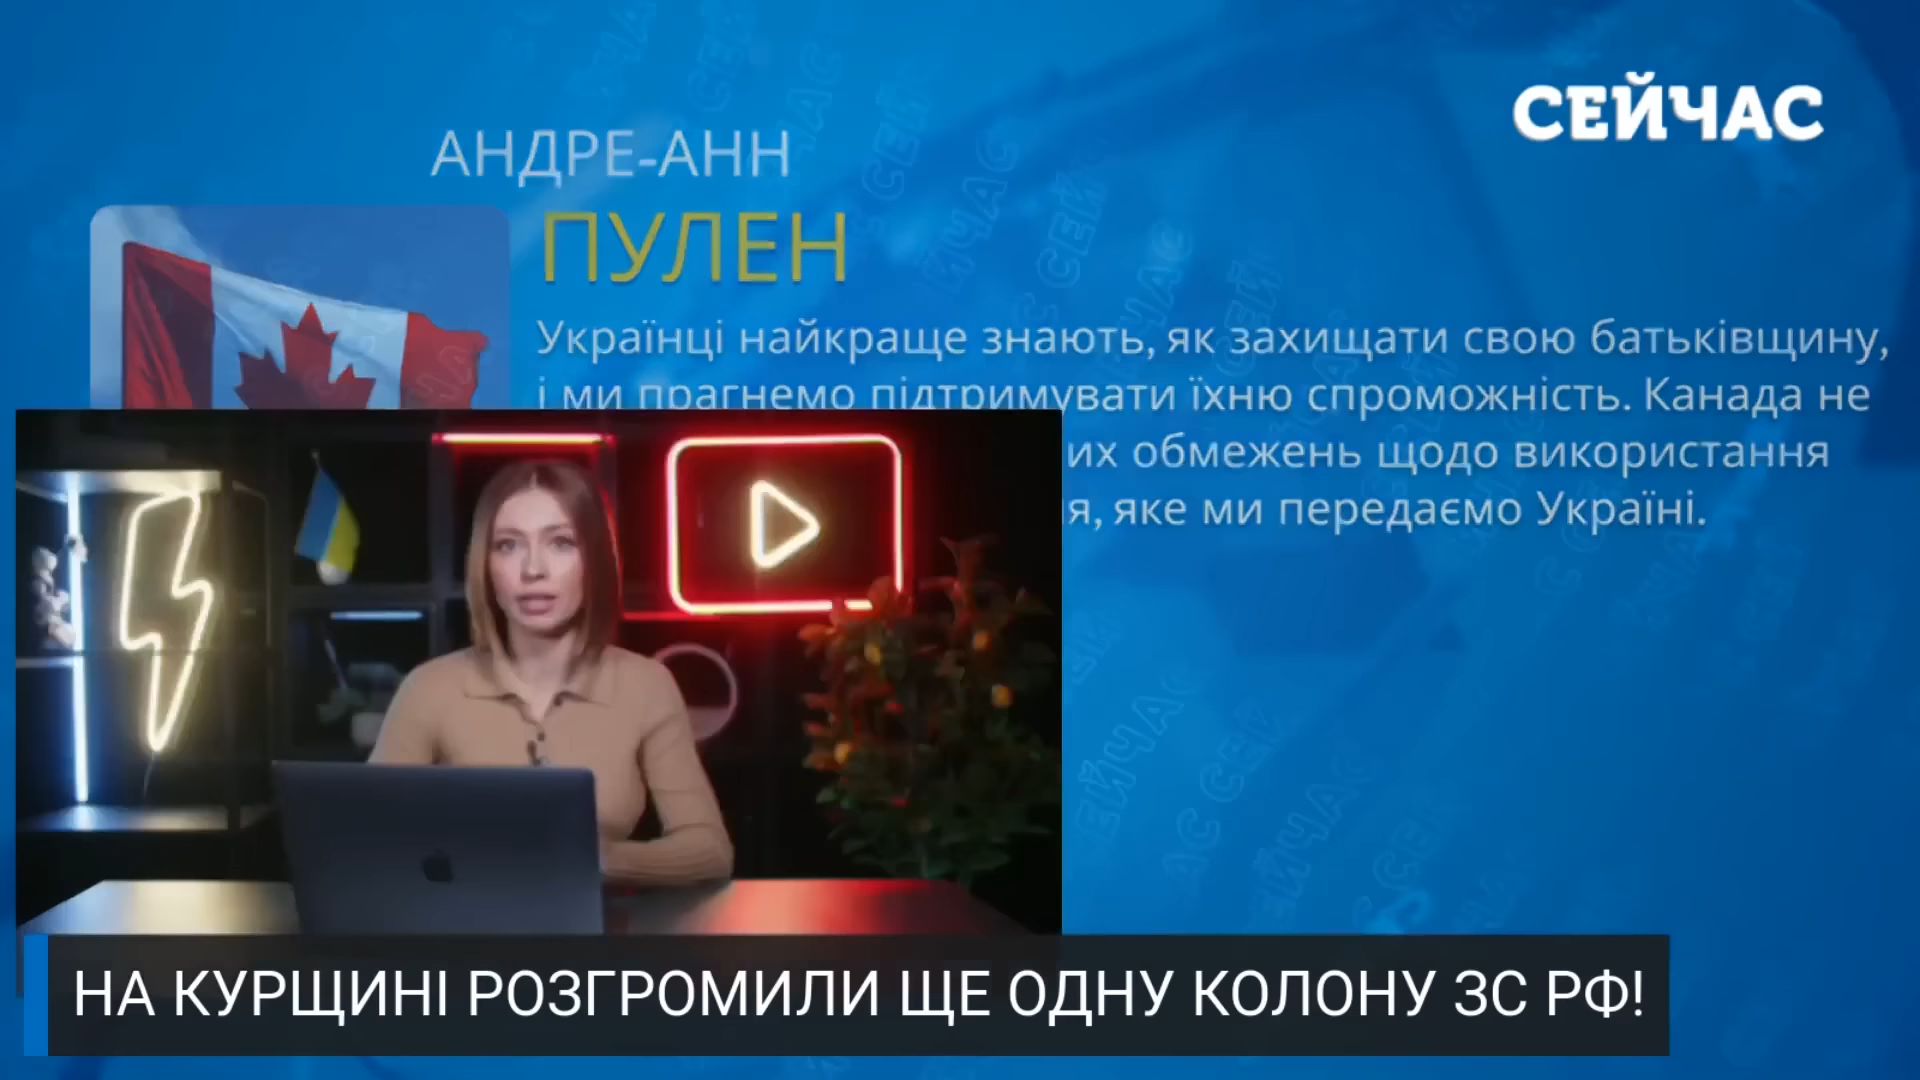 СЕЙЧАС
АНДРЕ-АНН
ПУЛЕН
Українці найкраще знають, як захищати свою батьківщину,
і ми прагнемо підтримувати їхню спроможність. Канада не
обмежень щодо використання
яке ми передаємо Україні.
НА КУРЩИНІ РОЗГРОМИЛИ ЩЕ ОДНУ КОЛОНУ ЗС РФ!